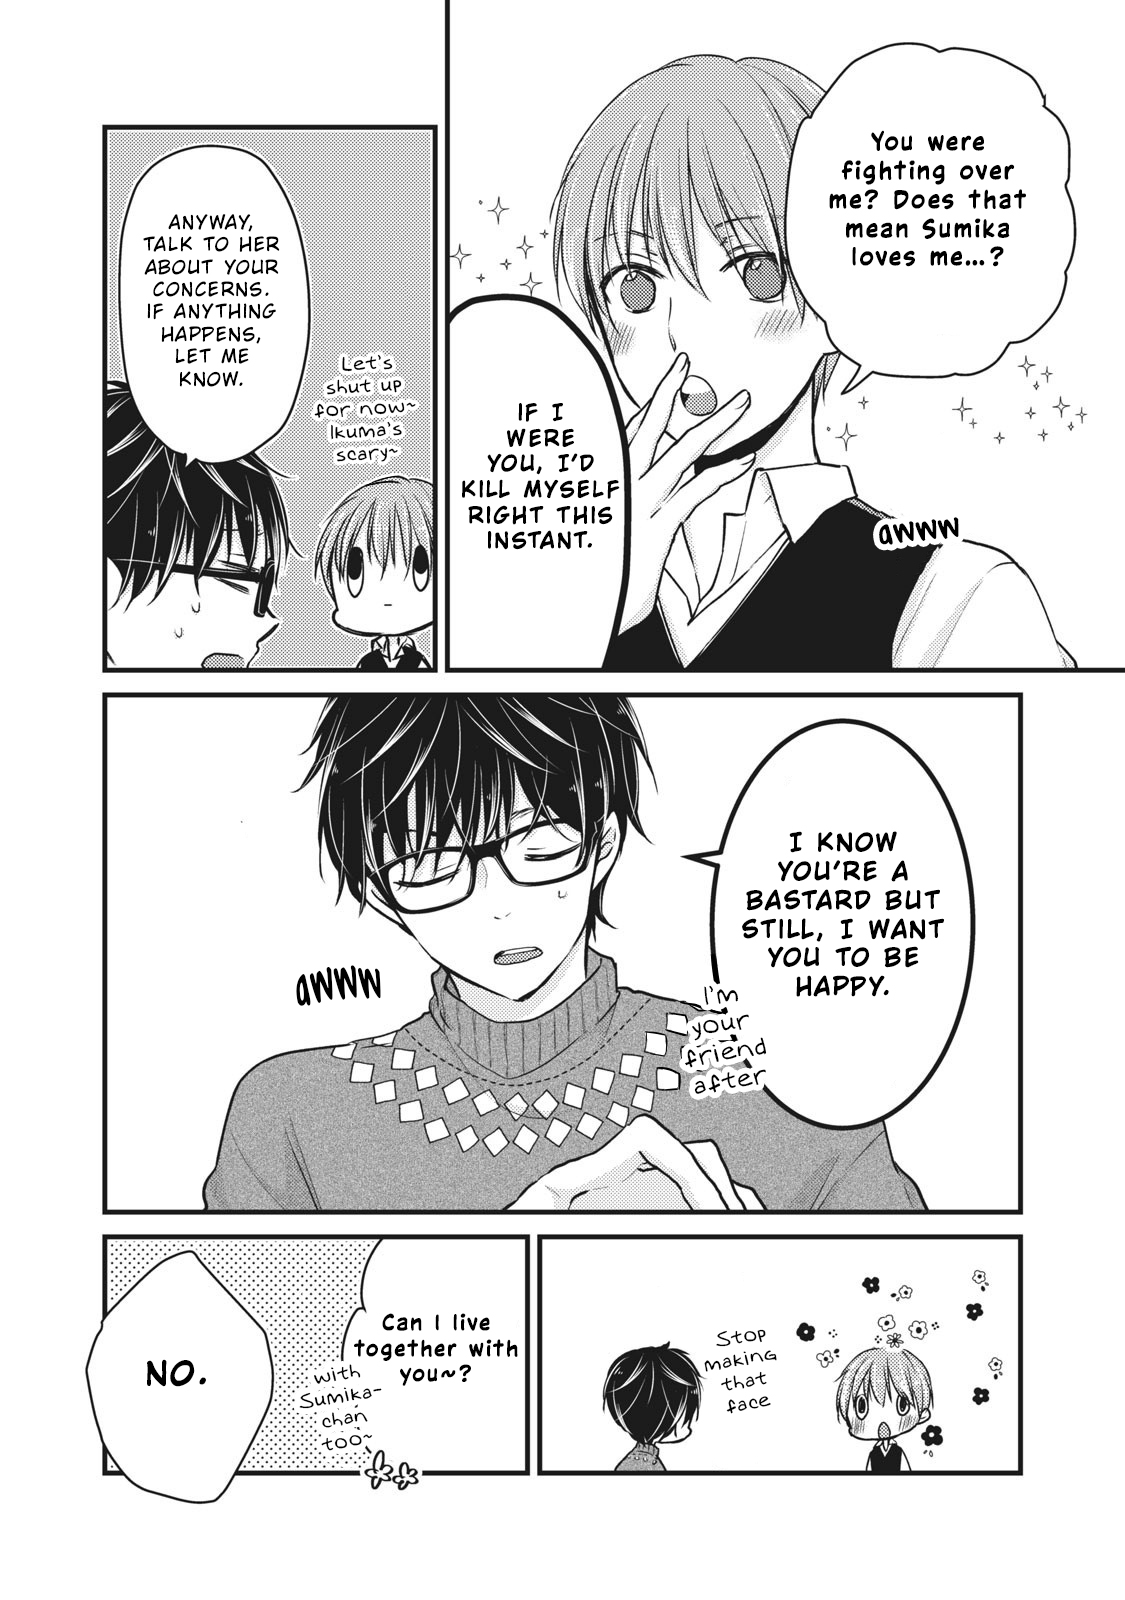 You were
fighting over
me? Does that
mean Sumika
loves me...?
awww
IF I
WERE
YOU, I'D
KILL MYSELF
RIGHT THIS
INSTANT.
ANYWAY,
TALK TO HER
ABOUT YOUR
CONCERNS.
IF ANYTHING
HAPPENS,
LET ME
KNOW.
Let's
shut up
for now~
Ikuma's
scary~
I KNOW
YOU'RE A
BASTARD BUT
STILL, I WANT
YOU TO BE
HAPPY.
I'm
your
friend
after
awww
Stop
making
that
face
Can I live
together with
you~?
with
Sumika-
chan
too~
NO.